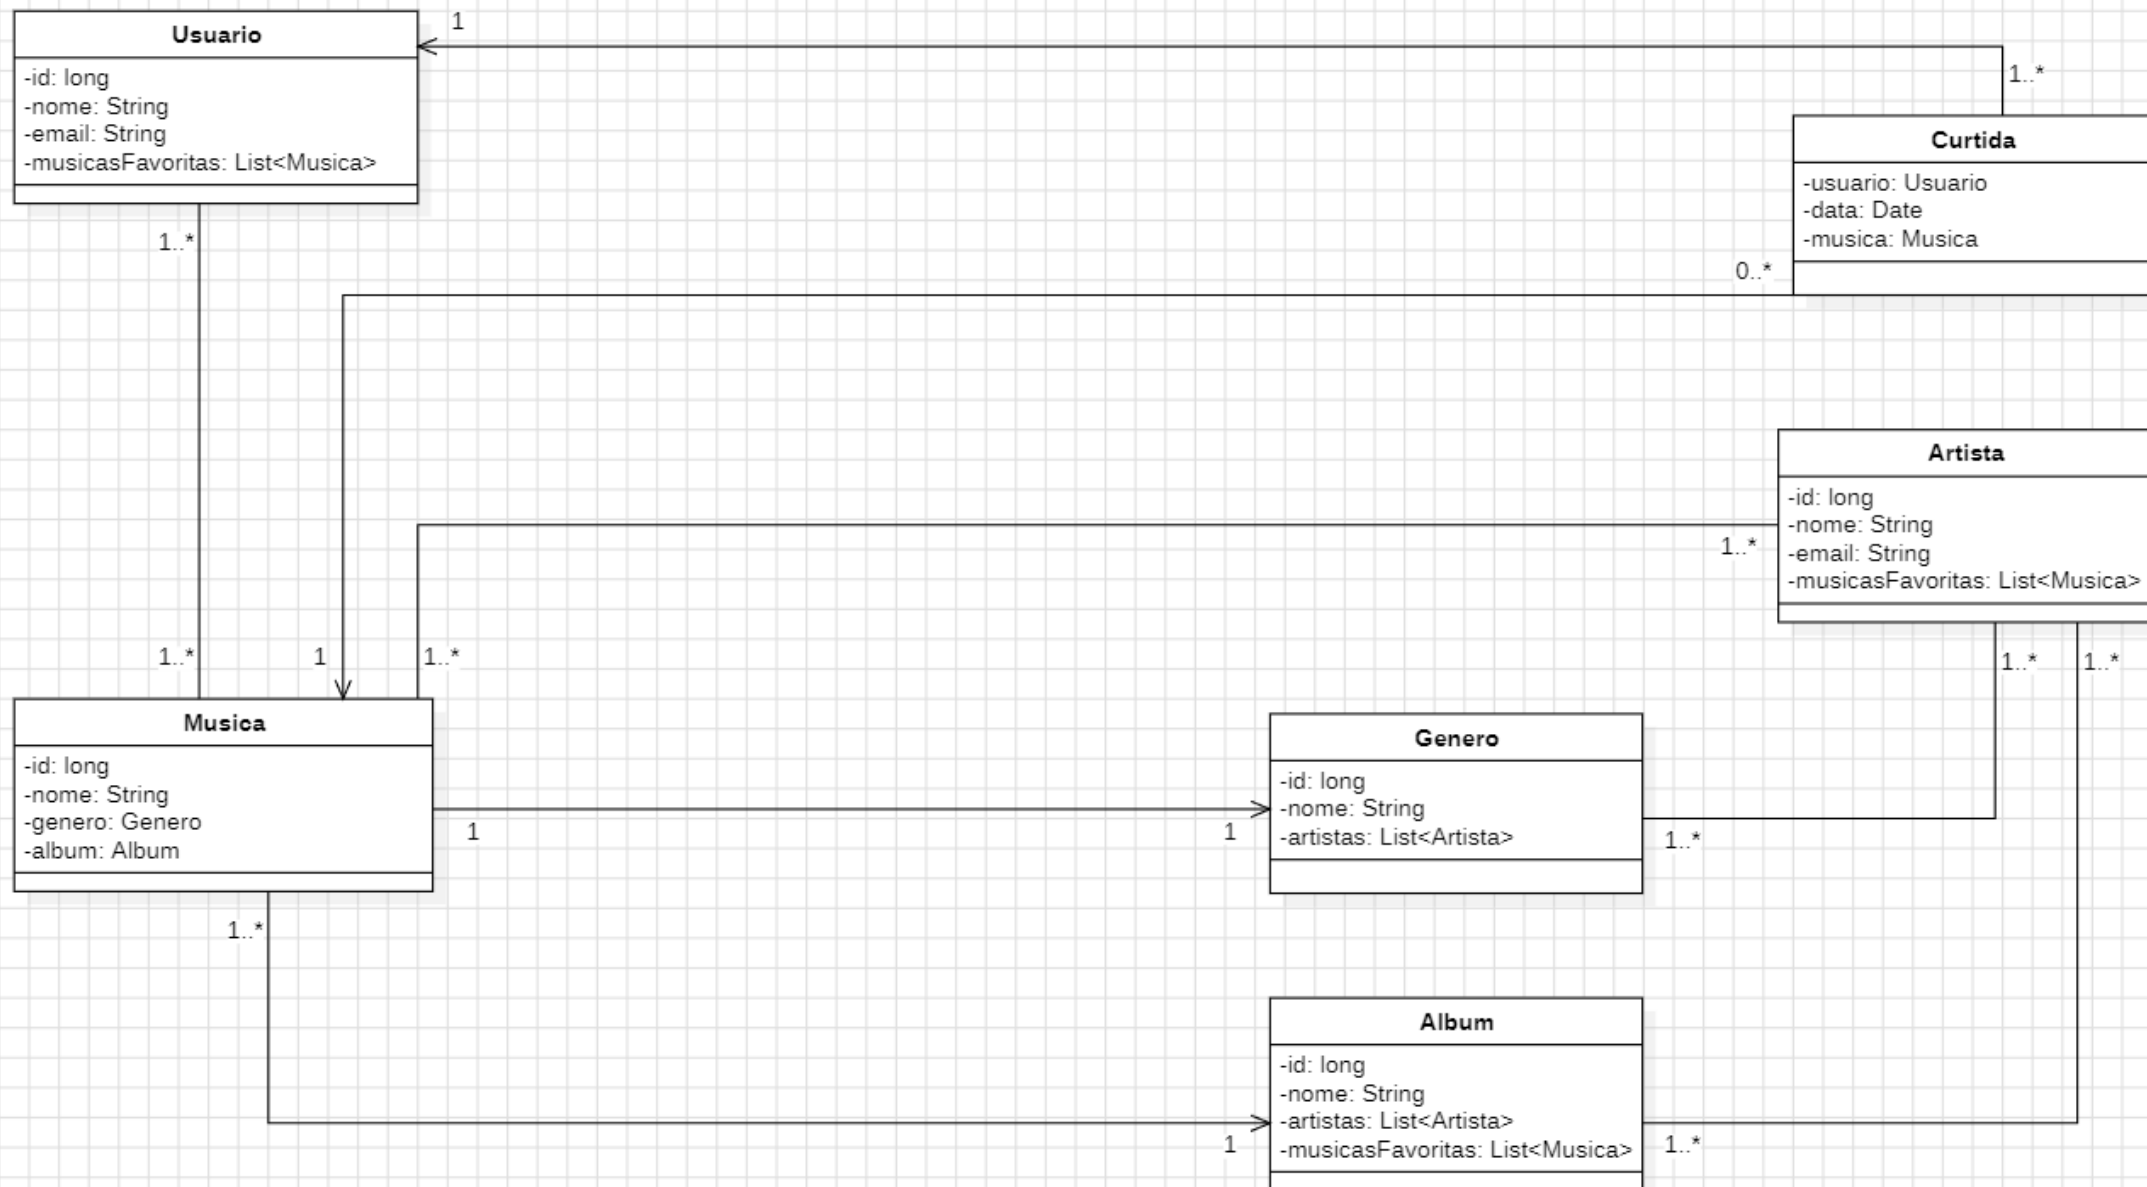 Usuario
-id: long
-nome: String
-email: String
-musicasFavoritas: List<Musica>
1
1..*
Curtida
-usuario: Usuario
-data: Date
-musica: Musica
1..*
0..*
Artista
-id: long
-nome: String
-email: String
-musicasFavoritas: List<Musica>
1..*
1..*
1
1..*
1..*
1..*
Musica
-id: long
-nome: String
-genero: Genero
-album: Album
1
1
Genero
-id: long
-nome: String
-artistas: List<Artista>
1..*
1..*
Album
-id: long
-nome: String
-artistas: List<Artista>
-musicasFavoritas: List<Musica>
1
1..*